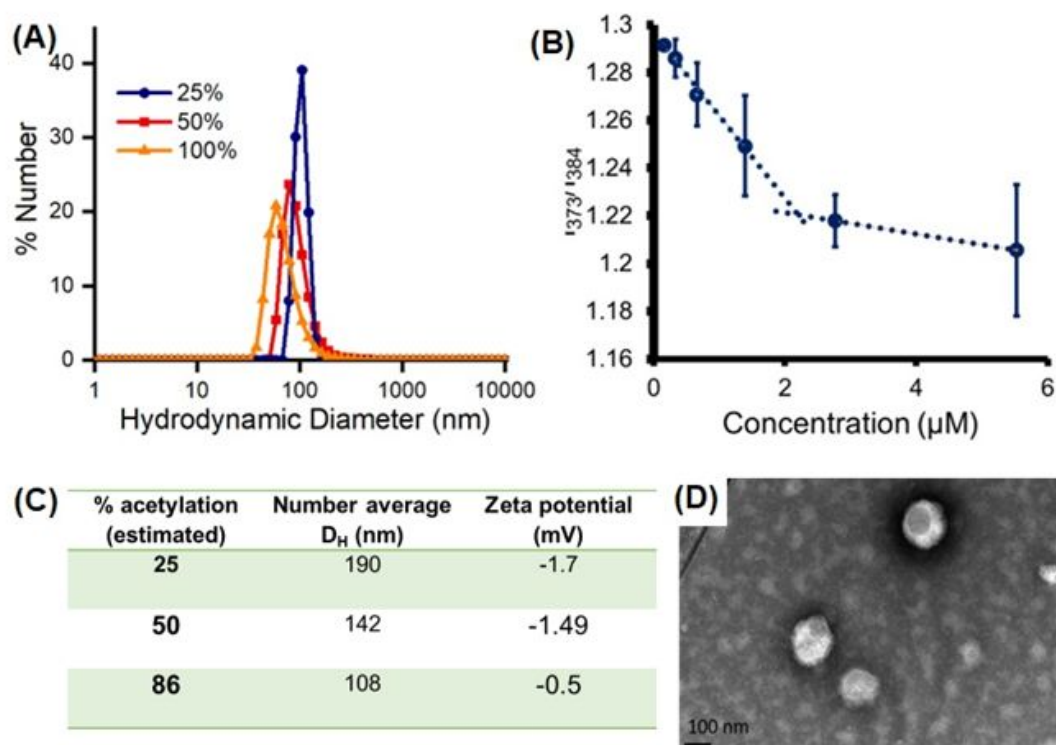 (A)
40
30
20
10
0
% Number
25%
50%
100%
1 10 100 1000 10000
Hydrodynamic Diameter (nm)
(B)
1.3
1.28
1.26
1.24
1.22
1.2
1.18
1.16
I373/ I384
0 2 4 6
Concentration (µM)
(C)
% acetylation Number average Zeta potential
(estimated) DH (nm) (mV)
25 190 -1.7
50 142 -1.49
86 108 -0.5
(D)
100 nm